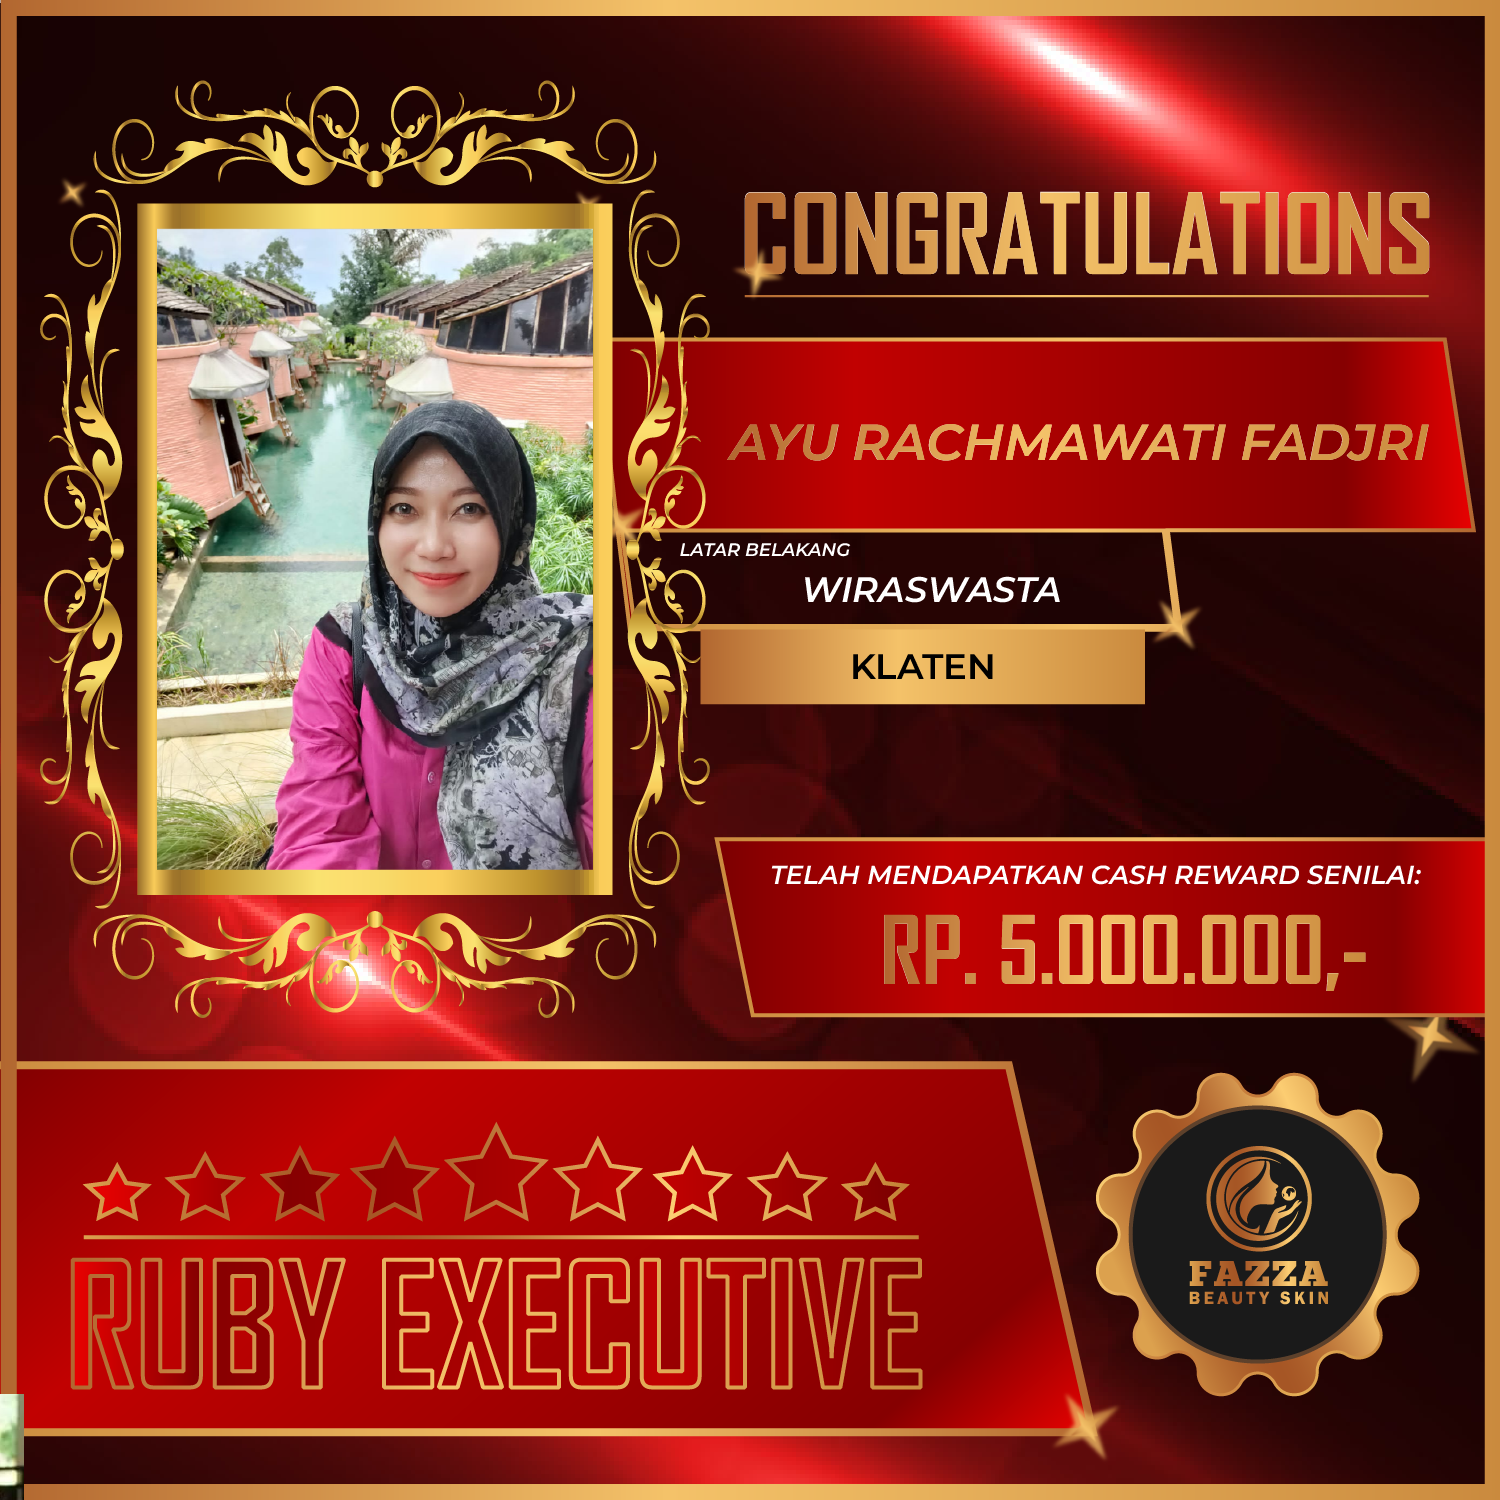 CONGRATULATIONS
AYU RACHMAWATI FADJRI
LATAR BELAKANG
WIRASWASTA
KLATEN
TELAH MENDAPATKAN CASH REWARD SENILAI:
RP. 5.000.000,-
RUBY EXECUTIVE
FAZZA
BEAUTY SKIN